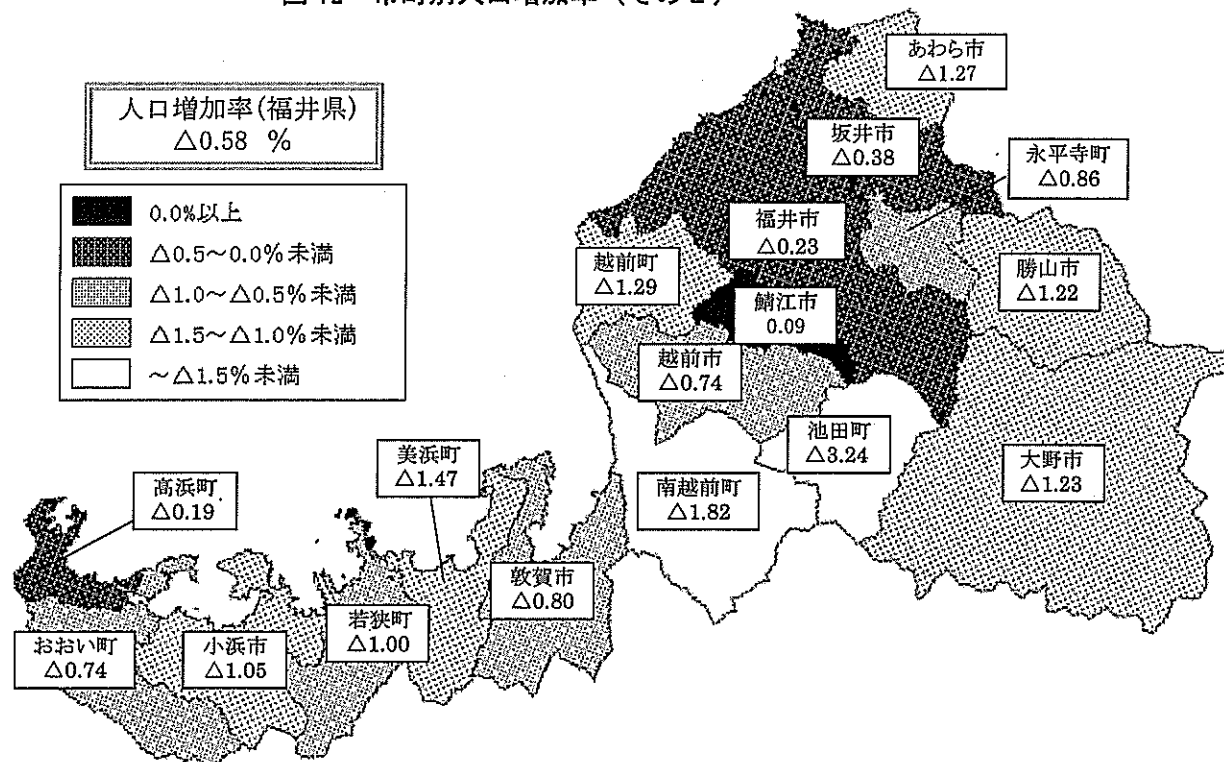 人口増加率(福井県)
△0.58 %
0.0%以上
△0.5～0.0%未満
△1.0～△0.5%未満
△1.5～△1.0%未満
～△1.5%未満
あわら市
△1.27
坂井市
△0.38
永平寺町
△0.86
福井市
△0.23
越前町
△1.29
勝山市
△1.22
鯖江市
0.09
越前市
△0.74
池田町
△3.24
大野市
△1.23
南越前町
△1.82
美浜町
△1.47
高浜町
△0.19
敦賀市
△0.80
若狭町
△1.00
小浜市
△1.05
おおい町
△0.74